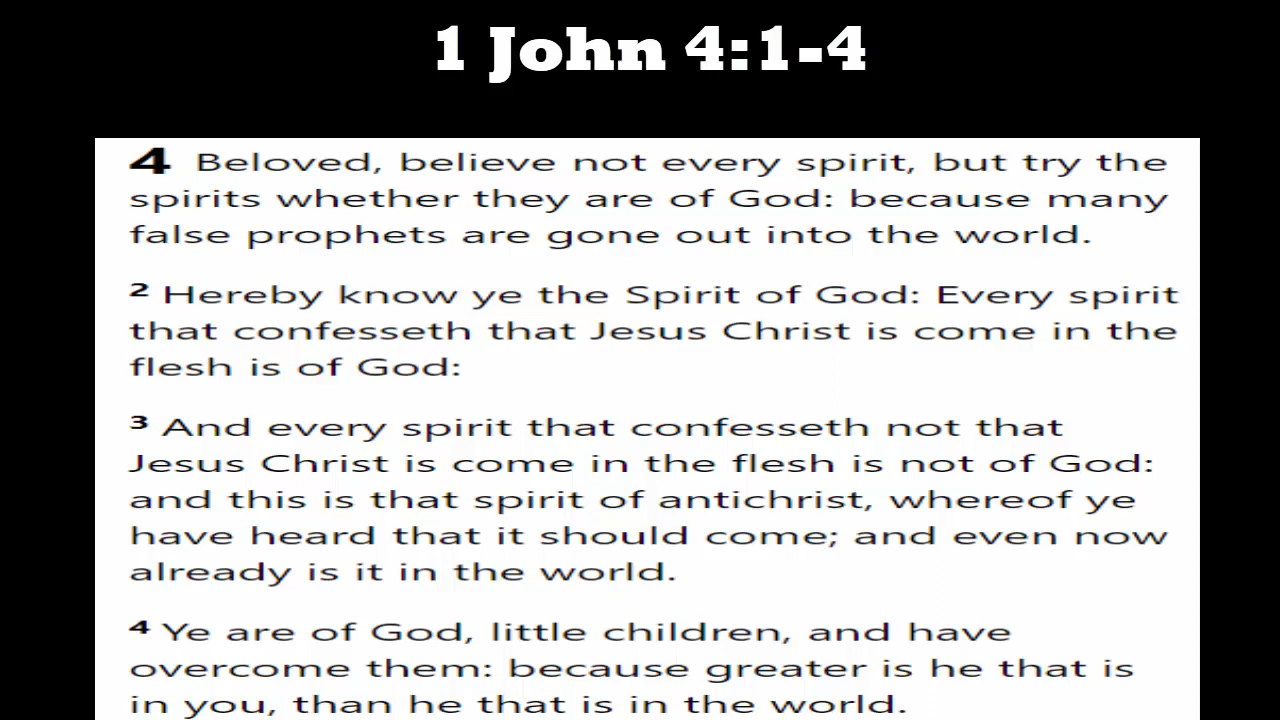 1 John 4:1-4
4 Beloved, believe not every spirit, but try the
spirits whether they are of God: because many
false prophets are gone out into the world.
2 Hereby know ye the Spirit of God: Every spirit
that confesseth that Jesus Christ is come in the
flesh is of God:
3 And every spirit that confesseth not that
Jesus Christ is come in the flesh is not of God:
and this is that spirit of antichrist, whereof ye
have heard that it should come; and even now
already is it in the world.
4 Ye are of God, little children, and have
overcome them: because greater is he that is
in you, than he that is in the world.